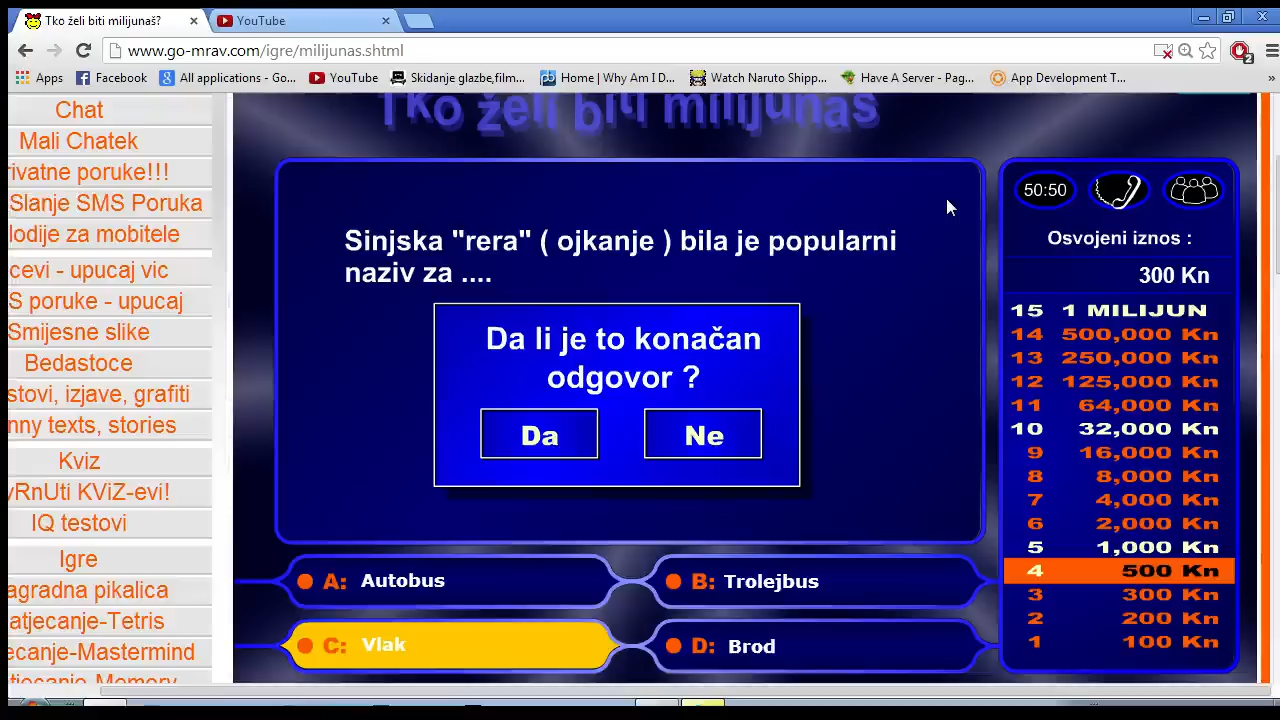 Tko želi biti milijunaš?
YouTube
www.go-mrav.com/igre/milijunas.shtml
2
Apps
Facebook
All applications - Go...
YouTube
Skidanje glazbe,film...
Home | Why Am I D...
Watch Naruto Shipp...
Have A Server - Pag...
App Development T...
Chat
Mali Chatek
rivatne poruke!!!
Slanje SMS Poruka
lodije za mobitele
cevi - upucaj vic
S poruke - upucaj
Smijesne slike
Bedastoce
stovi, izjave, grafiti
nny texts, stories
Kviz
vRnUti KViZ-evi!
IQ testovi
Igre
agradna pikalica
atjecanje-Tetris
ecanje-Mastermind
tjecanje-Memory
Tko želi biti milijunaš
Sinjska "rera" ( ojkanje ) bila je popularni
naziv za ....
Da li je to konačan
odgovor ?
Da
Ne
A: Autobus
B: Trolejbus
C: Vlak
D: Brod
50:50
Osvojeni iznos :
300 Kn
15 1 MILIJUN
14 500,000 Kn
13 250,000 Kn
12 125,000 Kn
11 64,000 Kn
10 32,000 Kn
9 16,000 Kn
8 8,000 Kn
7 4,000 Kn
6 2,000 Kn
5 1,000 Kn
4 500 Kn
3 300 Kn
2 200 Kn
1 100 Kn